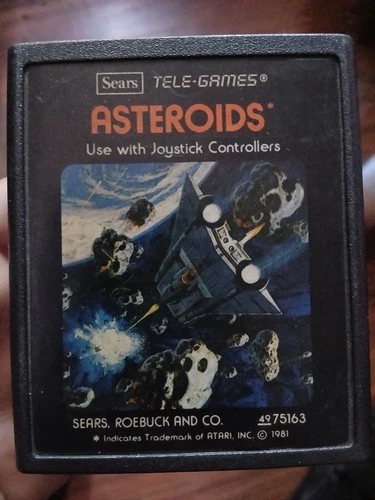 Sears TELE-GAMES®
ASTEROIDS*
Use with Joystick Controllers
SEARS, ROEBUCK AND CO. 49 75163
* Indicates Trademark of ATARI, INC. © 1981